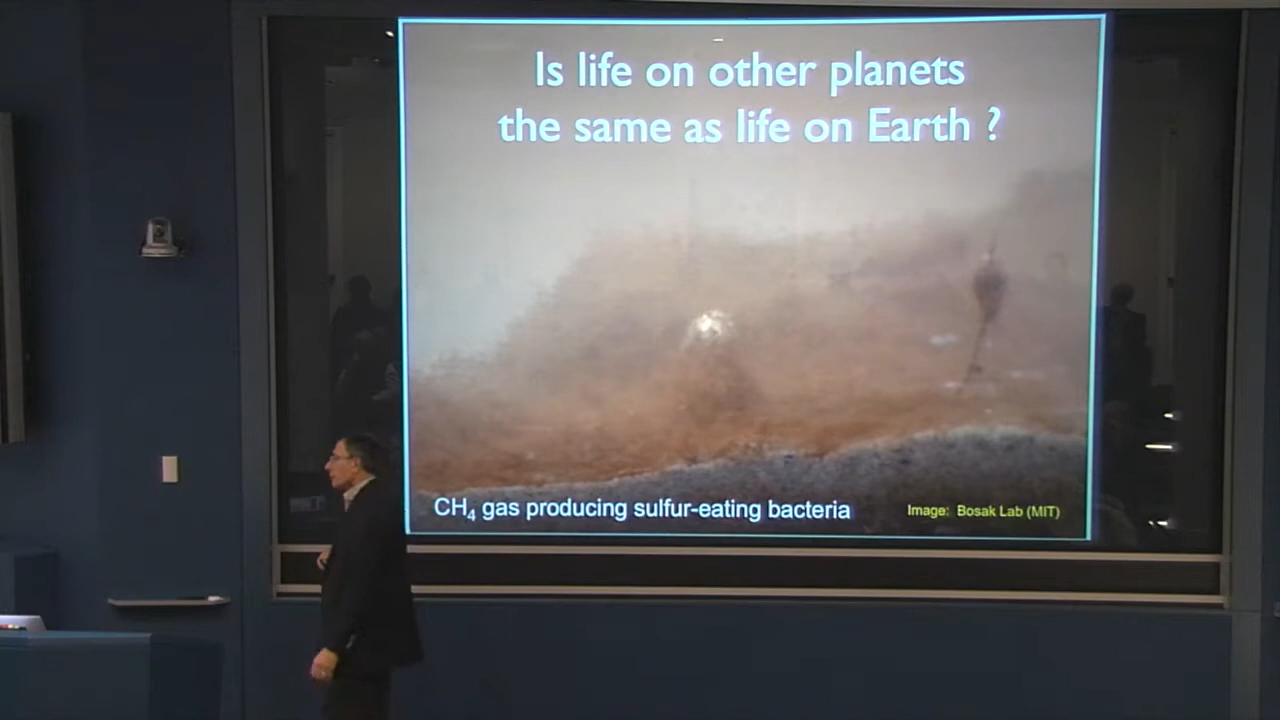 Is life on other planets
the same as life on Earth ?
CH₄ gas producing sulfur-eating bacteria
Image: Bosak Lab (MIT)